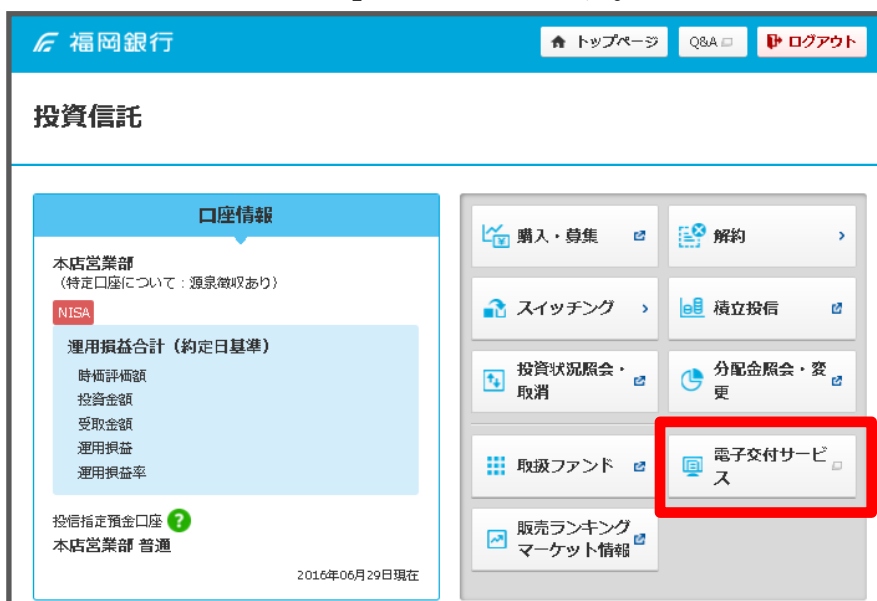 福岡銀行
トップページ
Q&A
ログアウト
投資信託
口座情報
本店営業部
（特定口座について：源泉徴収あり）
NISA
運用損益合計（約定日基準）
時価評価額
投資金額
受取金額
運用損益
運用損益率
投信指定預金口座 ?
本店営業部 普通
2016年06月29日現在
購入・募集
解約
スイッチング
積立投信
投資状況照会・
取消
分配金照会・変
更
取扱ファンド
電子交付サービ
ス
販売ランキング
マーケット情報